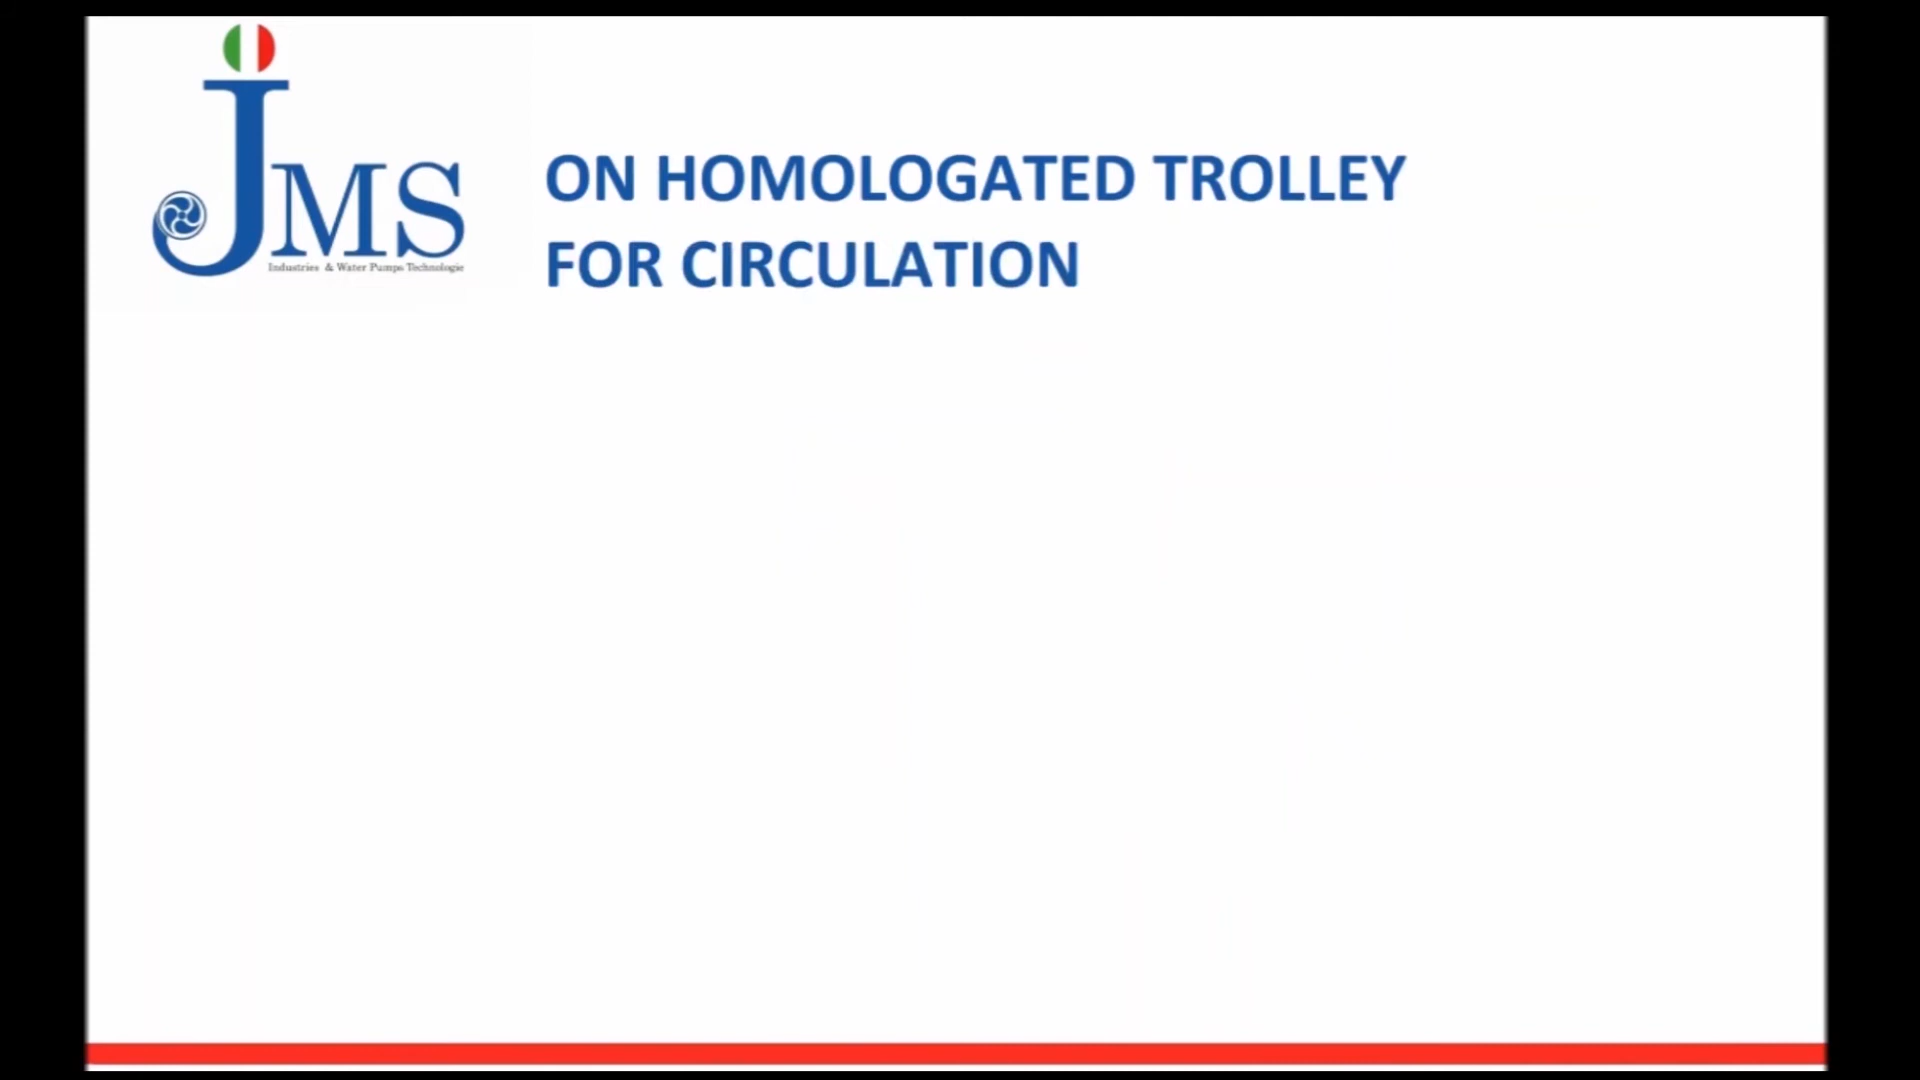 JMS
Industries & Water Pumps Technologie
ON HOMOLOGATED TROLLEY
FOR CIRCULATION